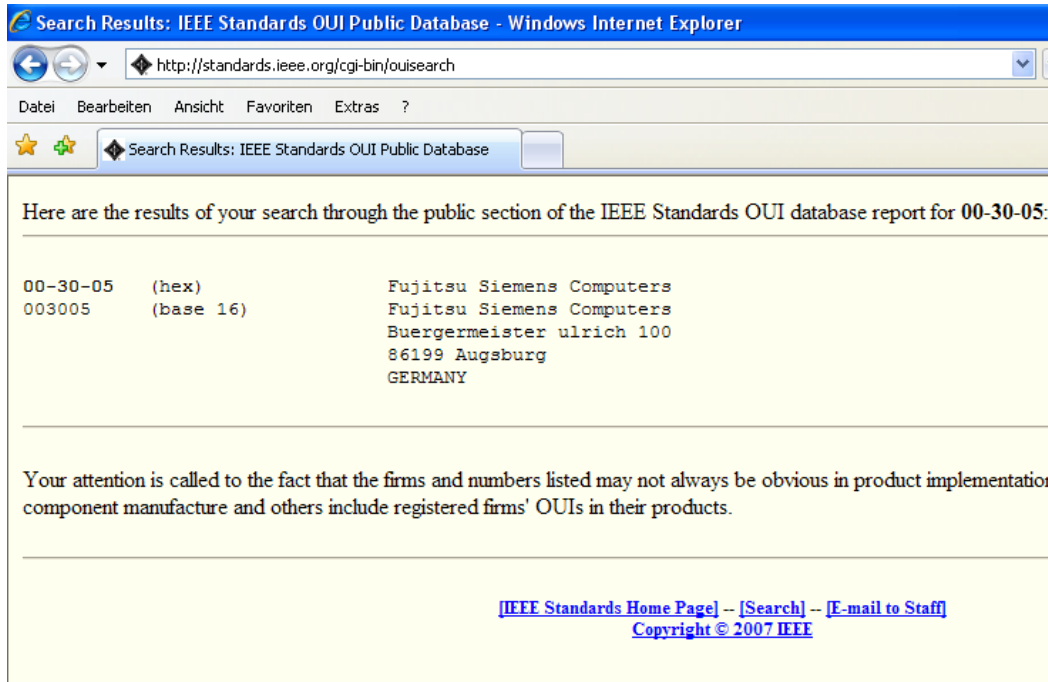 Search Results: IEEE Standards OUI Public Database - Windows Internet Explorer
http://standards.ieee.org/cgi-bin/ouisearch
Datei Bearbeiten Ansicht Favoriten Extras ?
Search Results: IEEE Standards OUI Public Database
Here are the results of your search through the public section of the IEEE Standards OUI database report for 00-30-05:
00-30-05 (hex) Fujitsu Siemens Computers
003005 (base 16) Fujitsu Siemens Computers
Buergermeister ulrich 100
86199 Augsburg
GERMANY
Your attention is called to the fact that the firms and numbers listed may not always be obvious in product implementation
component manufacture and others include registered firms' OUIs in their products.
[IEEE Standards Home Page] -- [Search] -- [E-mail to Staff]
Copyright © 2007 IEEE